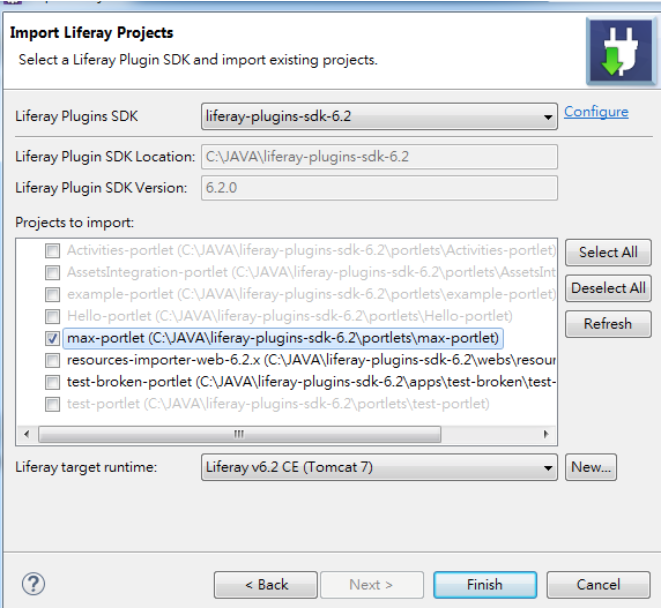 Import Liferay Projects
Select a Liferay Plugin SDK and import existing projects.
Liferay Plugins SDK liferay-plugins-sdk-6.2 Configure
Liferay Plugin SDK Location: C:\JAVA\liferay-plugins-sdk-6.2
Liferay Plugin SDK Version: 6.2.0
Projects to import:
Activities-portlet (C:\JAVA\liferay-plugins-sdk-6.2\portlets\Activities-portlet)
Select All
AssetsIntegration-portlet (C:\JAVA\liferay-plugins-sdk-6.2\portlets\AssetsInt
example-portlet (C:\JAVA\liferay-plugins-sdk-6.2\portlets\example-portlet)
Deselect All
Hello-portlet (C:\JAVA\liferay-plugins-sdk-6.2\portlets\Hello-portlet)
Refresh
max-portlet (C:\JAVA\liferay-plugins-sdk-6.2\portlets\max-portlet)
resources-importer-web-6.2.x (C:\JAVA\liferay-plugins-sdk-6.2\webs\resour
test-broken-portlet (C:\JAVA\liferay-plugins-sdk-6.2\apps\test-broken\test-
test-portlet (C:\JAVA\liferay-plugins-sdk-6.2\portlets\test-portlet)
Liferay target runtime: Liferay v6.2 CE (Tomcat 7) New...
? < Back Next > Finish Cancel